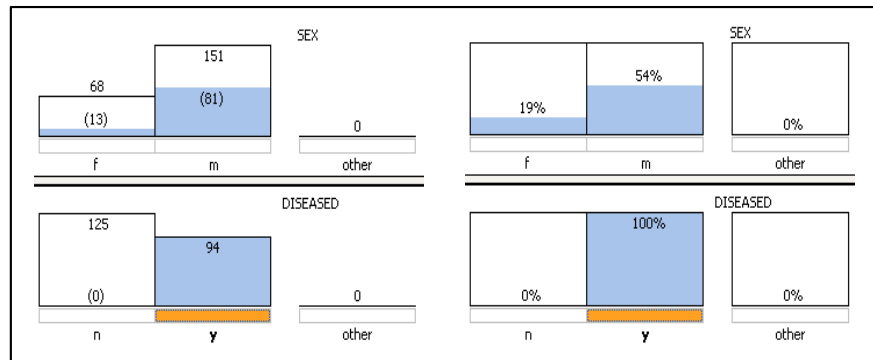 SEX
151
68
(13)
(81)
0
f m other
DISEASED
125
94
(0)
0
n y other
SEX
54%
19%
0%
f m other
DISEASED
100%
0%
0%
n y other